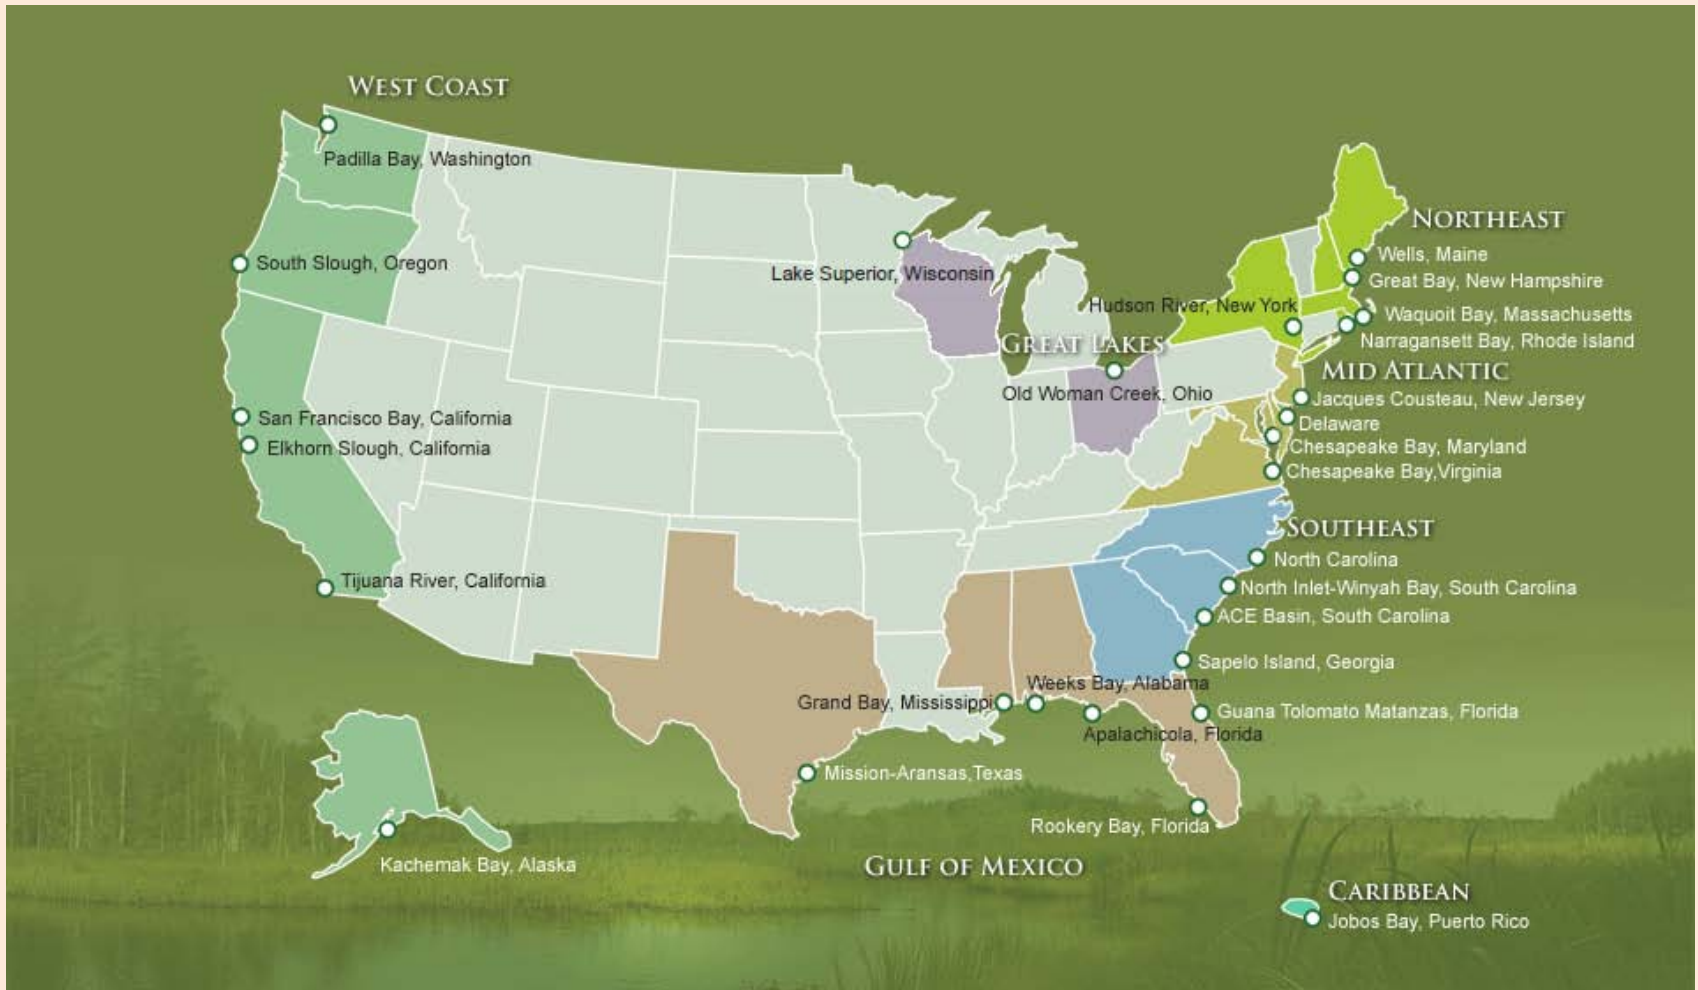 WEST COAST
Padilla Bay, Washington
South Slough, Oregon
San Francisco Bay, California
Elkhorn Slough, California
Tijuana River, California
Kachemak Bay, Alaska
Lake Superior, Wisconsin
GREAT LAKES
Old Woman Creek, Ohio
NORTHEAST
Wells, Maine
Great Bay, New Hampshire
Hudson River, New York
Waquoit Bay, Massachusetts
Narragansett Bay, Rhode Island
MID ATLANTIC
Jacques Cousteau, New Jersey
Delaware
Chesapeake Bay, Maryland
Chesapeake Bay,Virginia
SOUTHEAST
North Carolina
North Inlet-Winyah Bay, South Carolina
ACE Basin, South Carolina
Sapelo Island, Georgia
Weeks Bay, Alabama
Grand Bay, Mississippi
Guana Tolomato Matanzas, Florida
Apalachicola, Florida
Mission-Aransas,Texas
Rookery Bay, Florida
GULF OF MEXICO
CARIBBEAN
Jobos Bay, Puerto Rico